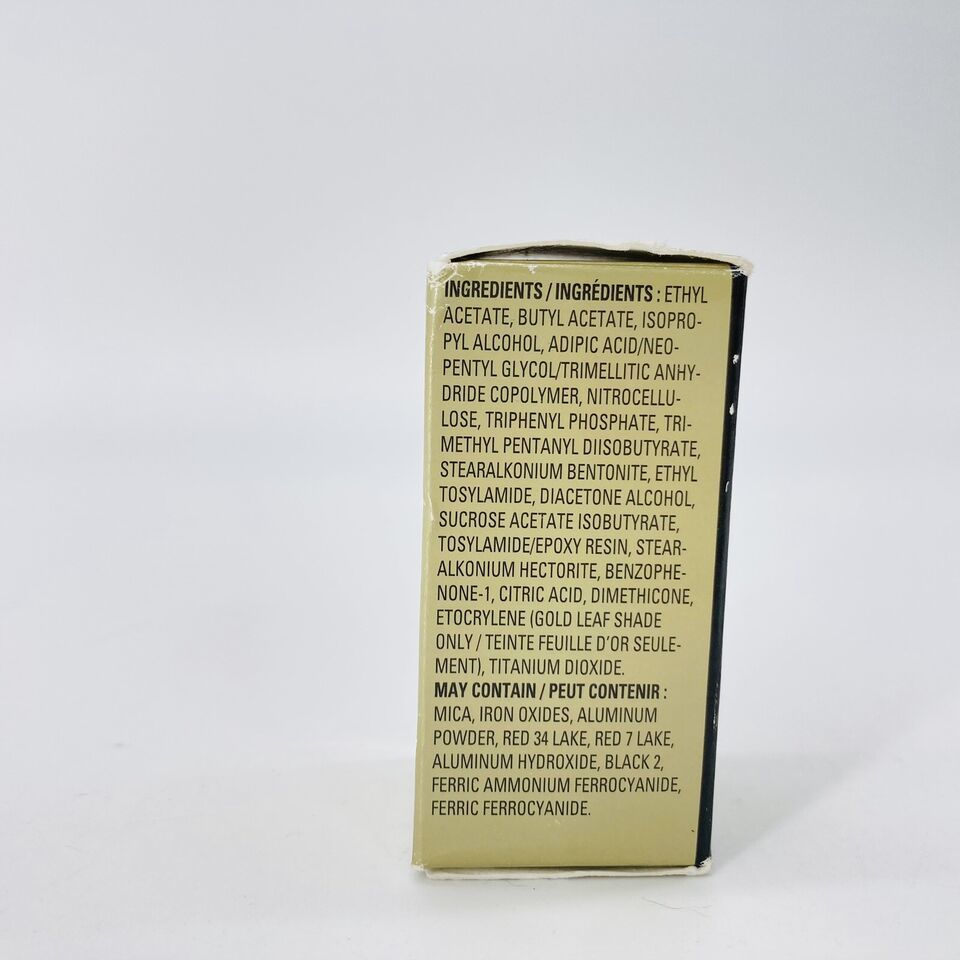 INGREDIENTS / INGRÉDIENTS : ETHYL
ACETATE, BUTYL ACETATE, ISOPRO-
PYL ALCOHOL, ADIPIC ACID/NEO-
PENTYL GLYCOL/TRIMELLITIC ANHY-
DRIDE COPOLYMER, NITROCELLU-
LOSE, TRIPHENYL PHOSPHATE, TRI-
METHYL PENTANYL DIISOBUTYRATE,
STEARALKONIUM BENTONITE, ETHYL
TOSYLAMIDE, DIACETONE ALCOHOL,
SUCROSE ACETATE ISOBUTYRATE,
TOSYLAMIDE/EPOXY RESIN, STEAR-
ALKONIUM HECTORITE, BENZOPHE-
NONE-1, CITRIC ACID, DIMETHICONE,
ETOCRYLENE (GOLD LEAF SHADE
ONLY / TEINTE FEUILLE D'OR SEULE-
MENT), TITANIUM DIOXIDE.
MAY CONTAIN / PEUT CONTENIR :
MICA, IRON OXIDES, ALUMINUM
POWDER, RED 34 LAKE, RED 7 LAKE,
ALUMINUM HYDROXIDE, BLACK 2,
FERRIC AMMONIUM FERROCYANIDE,
FERRIC FERROCYANIDE.